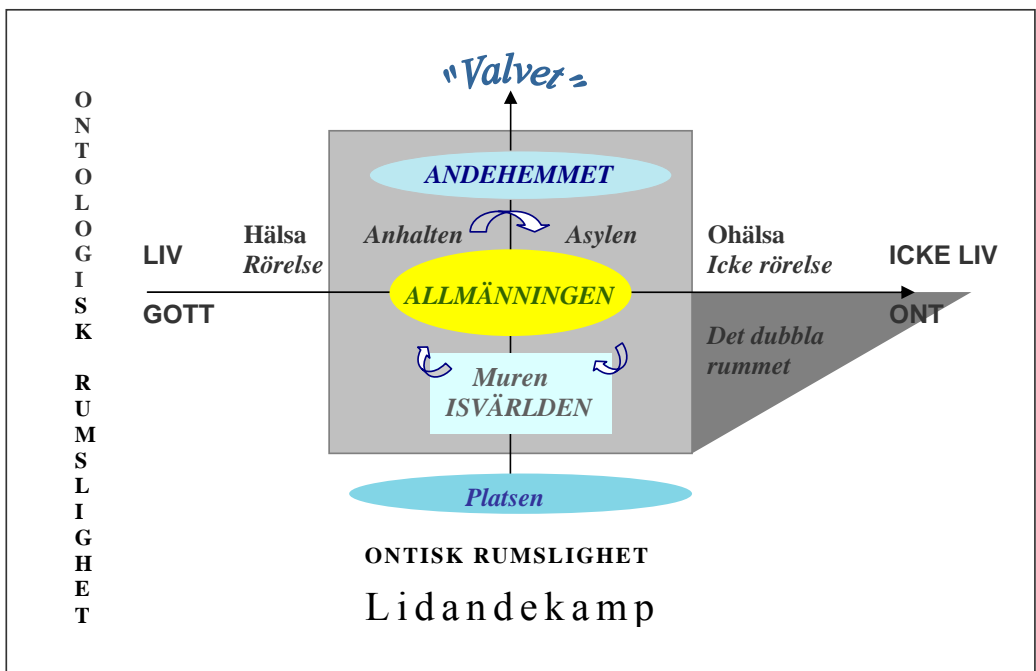 "Valvet"
ONTOLOGISK RUMSLIGHET
ANDEHEMMET
Anhalten
Asylen
Hälsa
Rörelse
Ohälsa
Icke rörelse
LIV
ICKE LIV
ALLMÄNNINGEN
GOTT
ONT
Det dubbla
rummet
Muren
ISVÄRLDEN
Platsen
ONTISK RUMSLIGHET
Lidandekamp